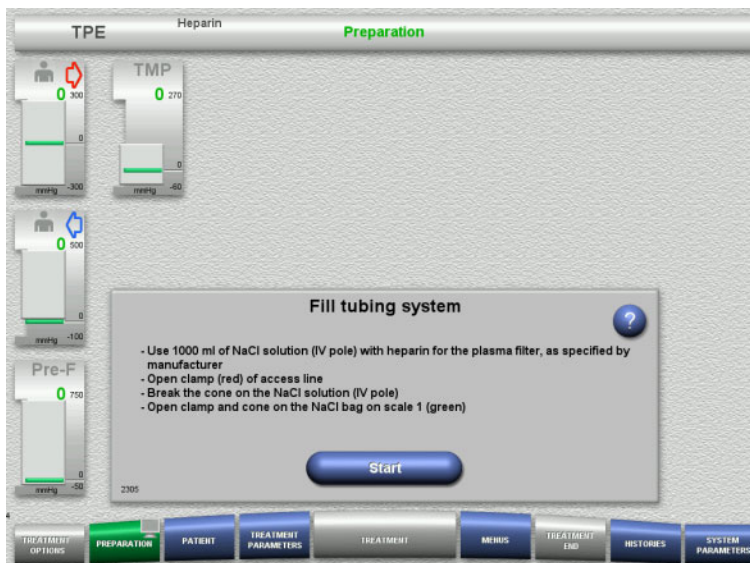 TPE
Heparin
Preparation
0
300
0
mmHg
-300
TMP
0
270
0
mmHg
-60
0
500
0
mmHg
-100
Pre-F
0
750
0
mmHg
-50
Fill tubing system
?
- Use 1000 ml of NaCl solution (IV pole) with heparin for the plasma filter, as specified by
manufacturer
- Open clamp (red) of access line
- Break the cone on the NaCl solution (IV pole)
- Open clamp and cone on the NaCl bag on scale 1 (green)
Start
2305
TREATMENT
OPTIONS
PREPARATION
PATIENT
TREATMENT
PARAMETERS
TREATMENT
MENUS
TREATMENT
END
HISTORIES
SYSTEM
PARAMETERS